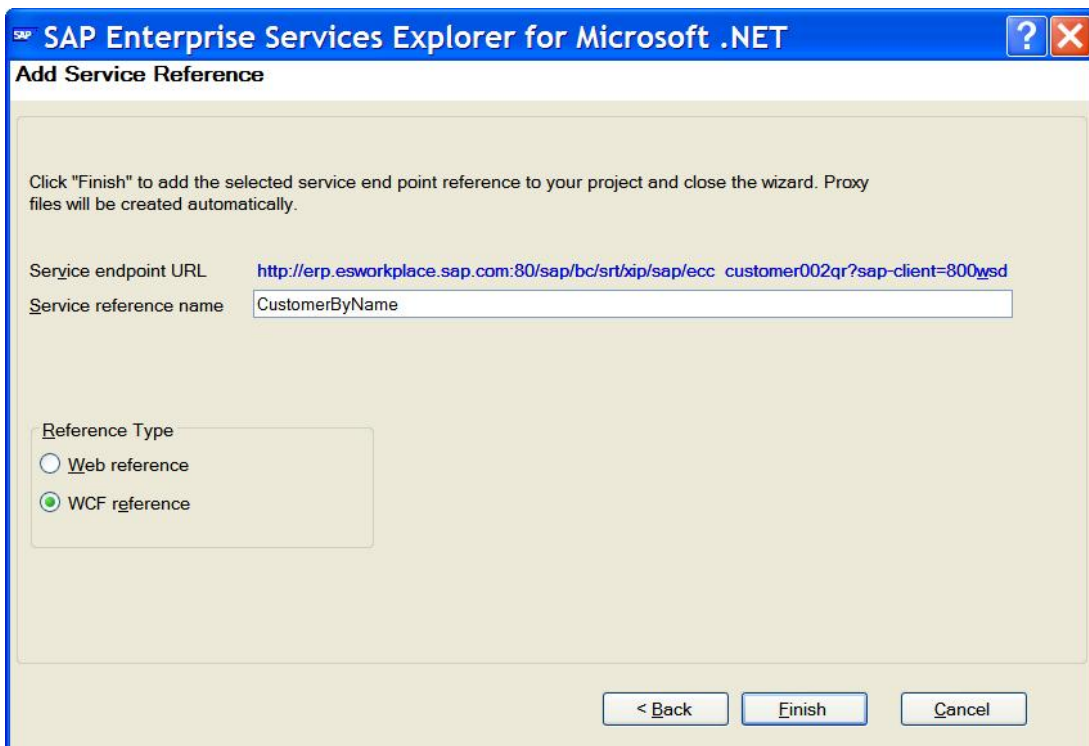 SAP SAP Enterprise Services Explorer for Microsoft .NET ?
Add Service Reference
Click "Finish" to add the selected service end point reference to your project and close the wizard. Proxy
files will be created automatically.
Service endpoint URL http://erp.esworkplace.sap.com:80/sap/bc/srt/xip/sap/ecc customer002qr?sap-client=800wsd
Service reference name CustomerByName
Reference Type
Web reference
WCF reference
< Back Finish Cancel